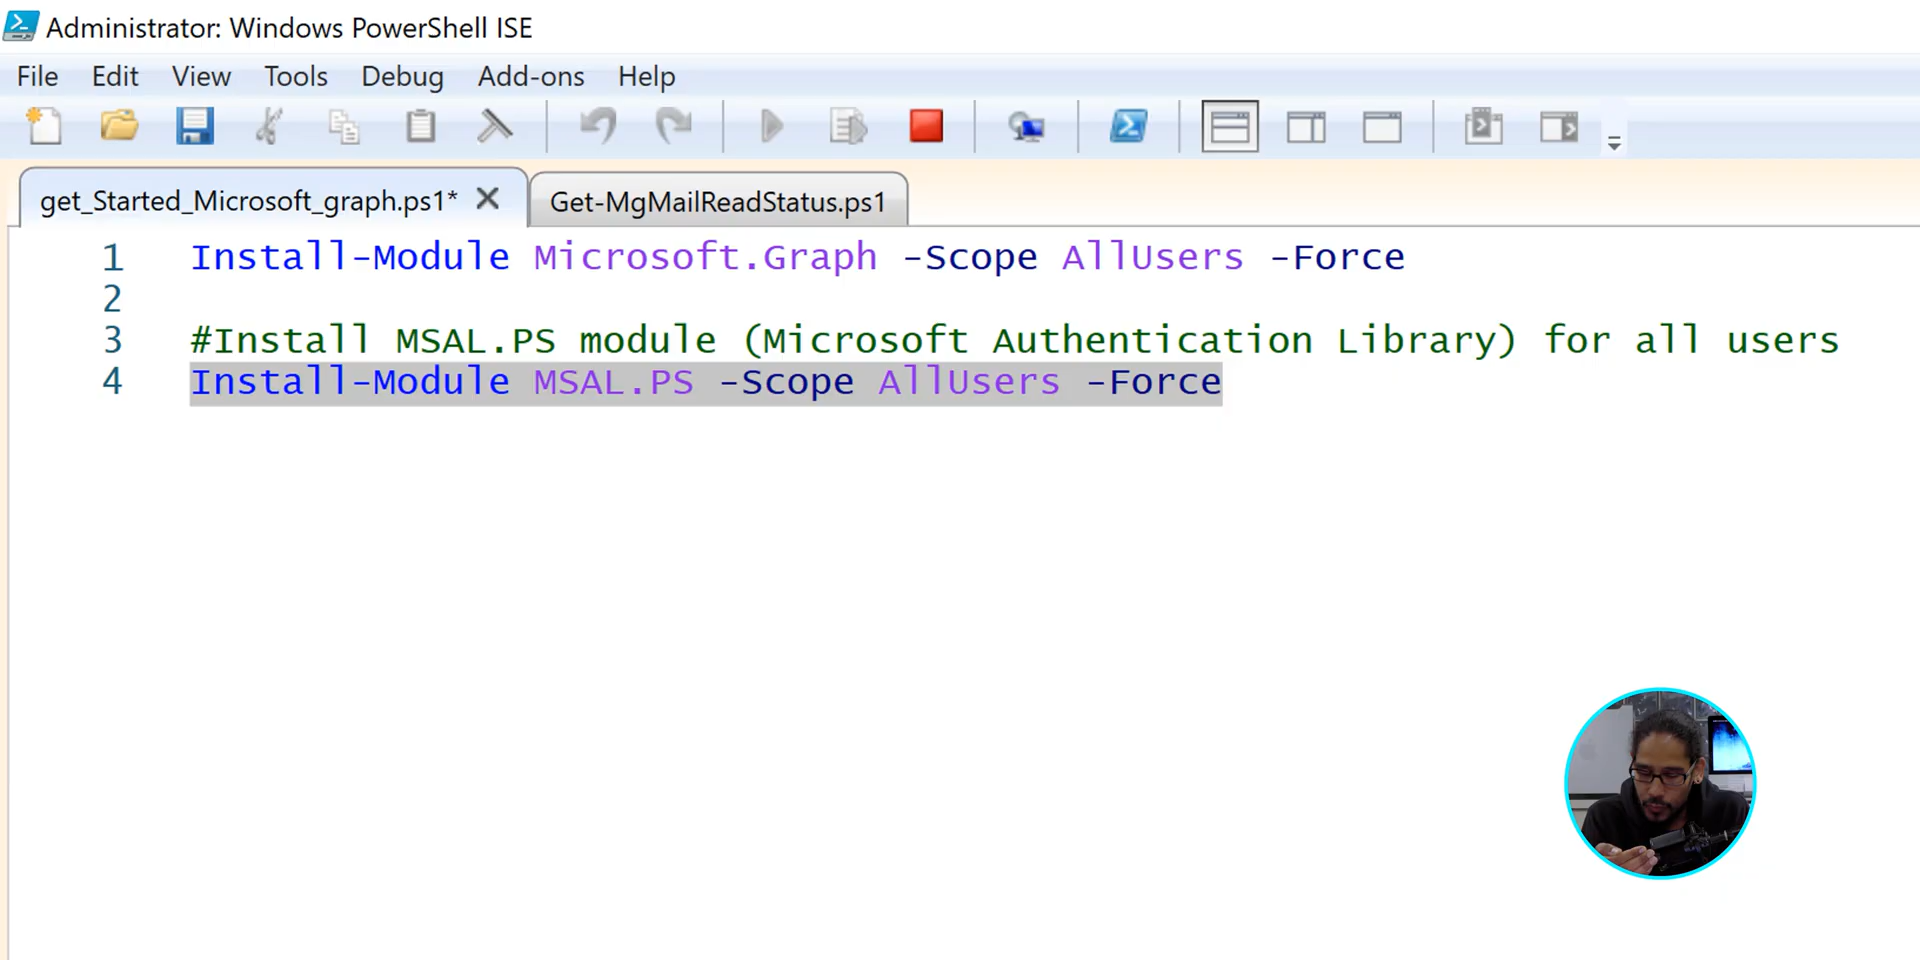 Administrator: Windows PowerShell ISE
File Edit View Tools Debug Add-ons Help
get_Started_Microsoft_graph.ps1* Get-MgMailReadStatus.ps1
1 Install-Module Microsoft.Graph -Scope AllUsers -Force
2
3 #Install MSAL.PS module (Microsoft Authentication Library) for all users
4 Install-Module MSAL.PS -Scope AllUsers -Force